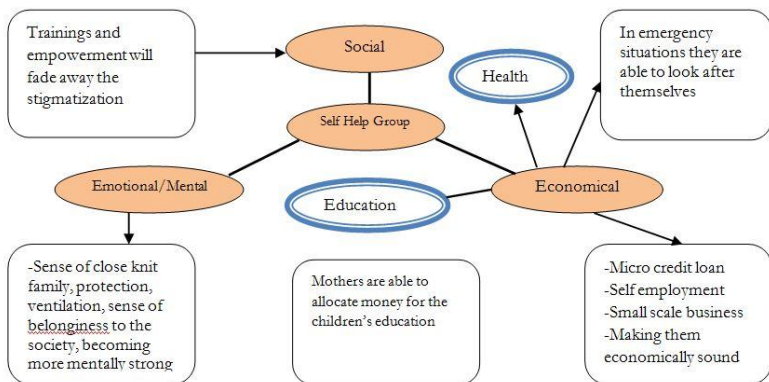 Trainings and
empowerment will
fade away the
stigmatization
Social
Health
In emergency
situations they are
able to look after
themselves
Self Help Group
Emotional/Mental
Education
Economical
-Sense of close knit
family, protection,
ventilation, sense of
belonginess to the
society, becoming
more mentally strong
Mothers are able to
allocate money for the
children’s education
-Micro credit loan
-Self employment
-Small scale business
-Making them
economically sound